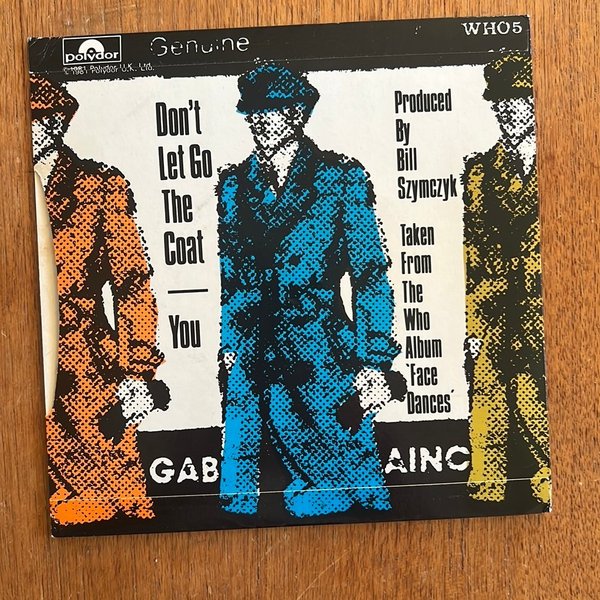 polydor
Genuine
WHO5
©1981 Polydor U.K. Ltd.
Don't
Let Go
The
Coat
—
You
Produced
By
Bill
Szymczyk
Taken
From
The
Who
Album
'Face
Dances'
GAB
AINC